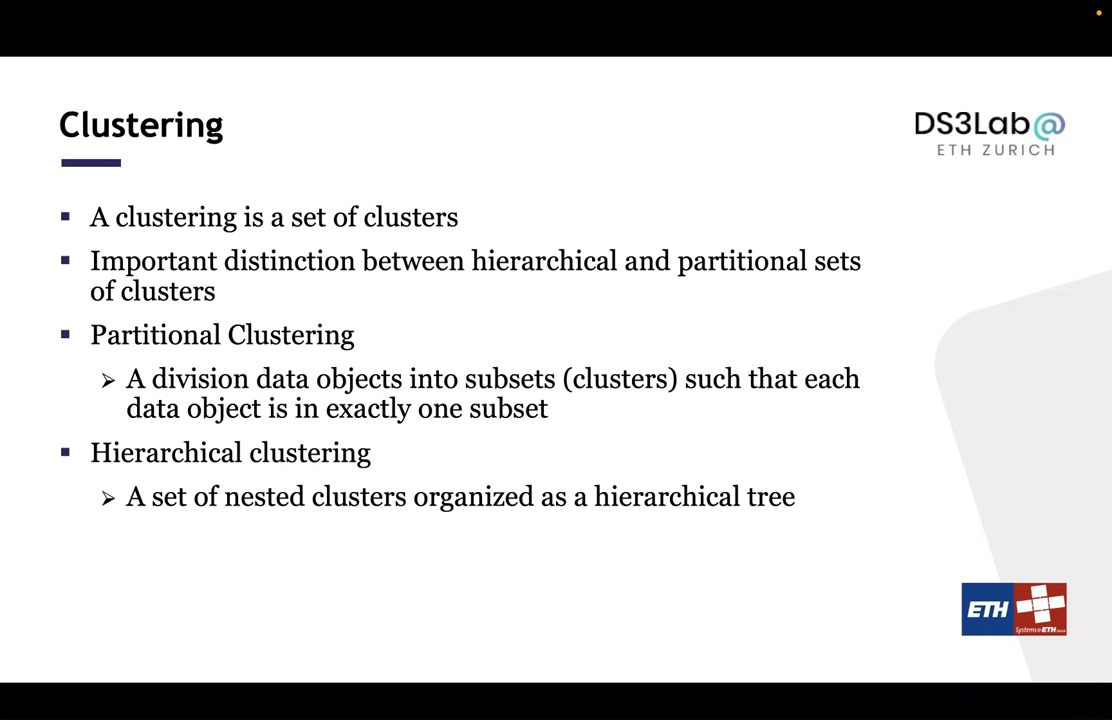 Clustering
DS3Lab@
ETH ZURICH
▪ A clustering is a set of clusters
▪ Important distinction between hierarchical and partitional sets
of clusters
▪ Partitional Clustering
➢ A division data objects into subsets (clusters) such that each
data object is in exactly one subset
▪ Hierarchical clustering
➢ A set of nested clusters organized as a hierarchical tree
ETH
Systems@ETH